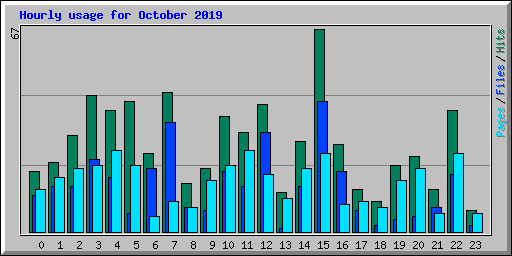 Hourly usage for October 2019
67
Pages / Files / Hits
0 1 2 3 4 5 6 7 8 9 10 11 12 13 14 15 16 17 18 19 20 21 22 23